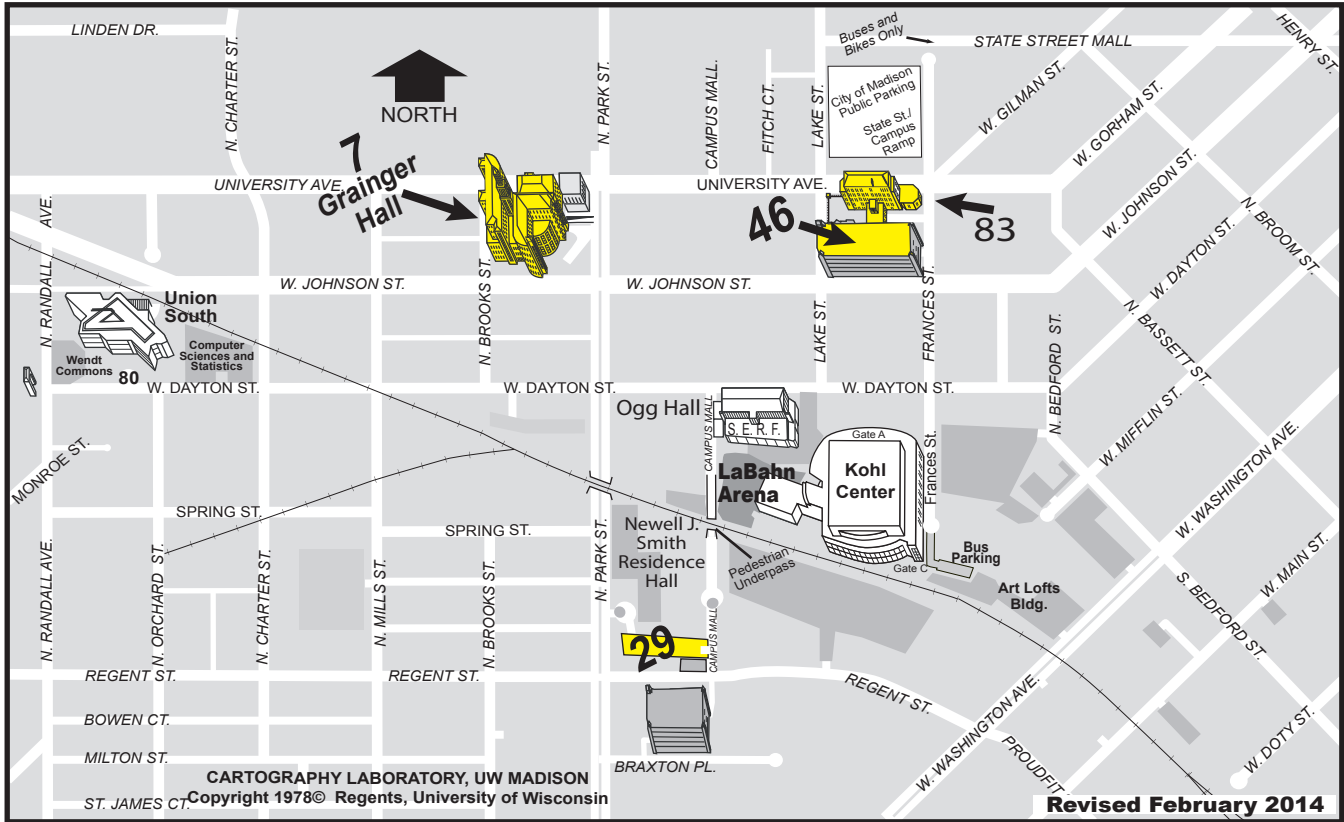 LINDEN DR.
N. CHARTER ST.
NORTH
N. PARK ST.
CAMPUS MALL.
FITCH CT.
LAKE ST.
Buses and
Bikes Only
STATE STREET MALL
HENRY ST.
City of Madison
Public Parking
State St./
Campus
Ramp
W. GILMAN ST.
W. GORHAM ST.
7
Grainger
Hall
UNIVERSITY AVE.
UNIVERSITY AVE.
46
83
W. JOHNSON ST.
N. BROOM ST.
N. RANDALL AVE.
W. JOHNSON ST.
W. JOHNSON ST.
N. BROOKS ST.
LAKE ST.
FRANCES ST.
W. DAYTON ST.
N. BASSETT ST.
N. BEDFORD ST.
Union
South
Wendt
Commons
80
Computer
Sciences and
Statistics
W. DAYTON ST.
W. DAYTON ST.
W. DAYTON ST.
W. MIFFLIN ST.
W. WASHINGTON AVE.
Ogg Hall
S. E. R. F.
CAMPUS MALL
Gate A
Kohl
Center
Frances St.
LaBahn
Arena
MONROE ST.
SPRING ST.
SPRING ST.
Newell J.
Smith
Residence
Hall
Pedestrian
Underpass
Gate C
Bus
Parking
Art Lofts
Bldg.
W. WASHINGTON AVE.
W. MAIN ST.
S. BEDFORD ST.
N. RANDALL AVE.
N. ORCHARD ST.
N. CHARTER ST.
N. MILLS ST.
N. BROOKS ST.
N. PARK ST.
29
CAMPUS MALL
REGENT ST.
REGENT ST.
REGENT ST.
BOWEN CT.
MILTON ST.
ST. JAMES CT.
BRAXTON PL.
PROUDFIT
W. WASHINGTON AVE.
W. DOTY ST.
CARTOGRAPHY LABORATORY, UW MADISON
Copyright 1978© Regents, University of Wisconsin
Revised February 2014